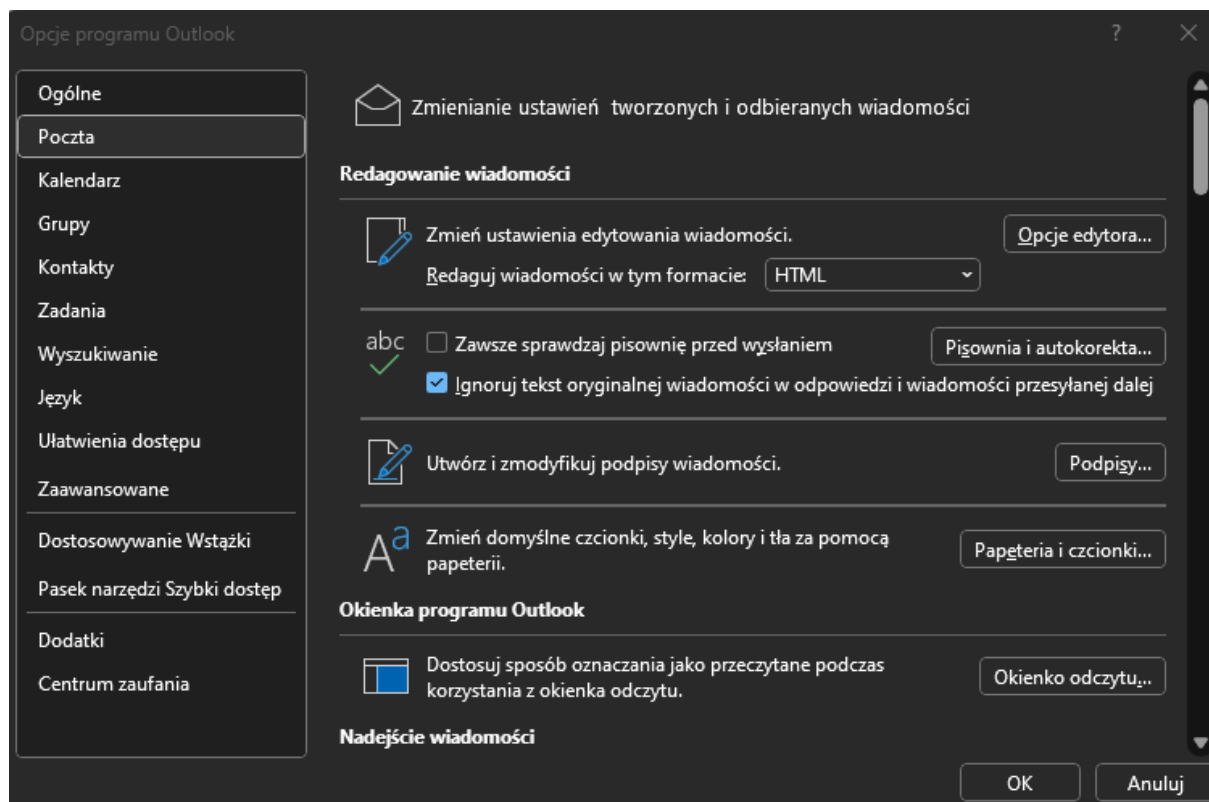 Opcje programu Outlook
?
Ogólne
Poczta
Kalendarz
Grupy
Kontakty
Zadania
Wyszukiwanie
Język
Ułatwienia dostępu
Zaawansowane
Dostosowywanie Wstążki
Pasek narzędzi Szybki dostęp
Dodatki
Centrum zaufania
Zmienianie ustawień tworzonych i odbieranych wiadomości
Redagowanie wiadomości
Zmień ustawienia edytowania wiadomości.
Opcje edytora...
Redaguj wiadomości w tym formacie: HTML
abc
Zawsze sprawdzaj pisownię przed wysłaniem
Pisownia i autokorekta...
Ignoruj tekst oryginalnej wiadomości w odpowiedzi i wiadomości przesyłanej dalej
Utwórz i zmodyfikuj podpisy wiadomości.
Podpisy...
Aa
Zmień domyślne czcionki, style, kolory i tła za pomocą
papeterii.
Papeteria i czcionki...
Okienka programu Outlook
Dostosuj sposób oznaczania jako przeczytane podczas
korzystania z okienka odczytu.
Okienko odczytu...
Nadejście wiadomości
OK
Anuluj